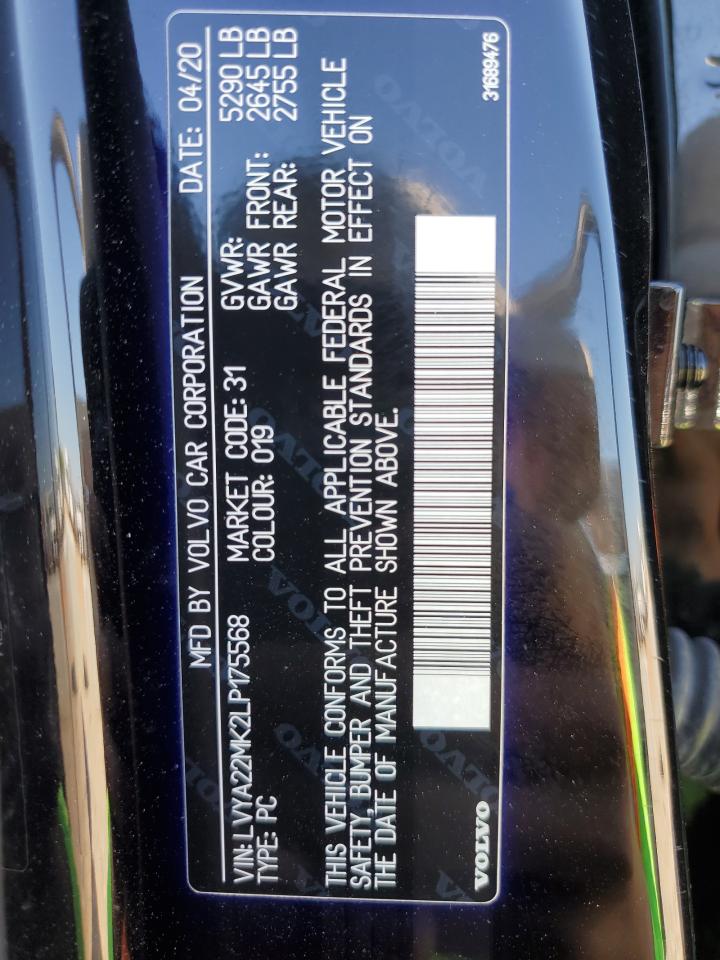 MFD BY VOLVO CAR CORPORATION DATE: 04/20
VIN: LVYA22MK2LP175568 MARKET CODE: 31 GVWR: 5290 LB
TYPE: PC COLOUR: 019 GAWR FRONT: 2645 LB
GAWR REAR: 2755 LB
THIS VEHICLE CONFORMS TO ALL APPLICABLE FEDERAL MOTOR VEHICLE
SAFETY, BUMPER AND THEFT PREVENTION STANDARDS IN EFFECT ON
THE DATE OF MANUFACTURE SHOWN ABOVE.
VOLVO 31689476